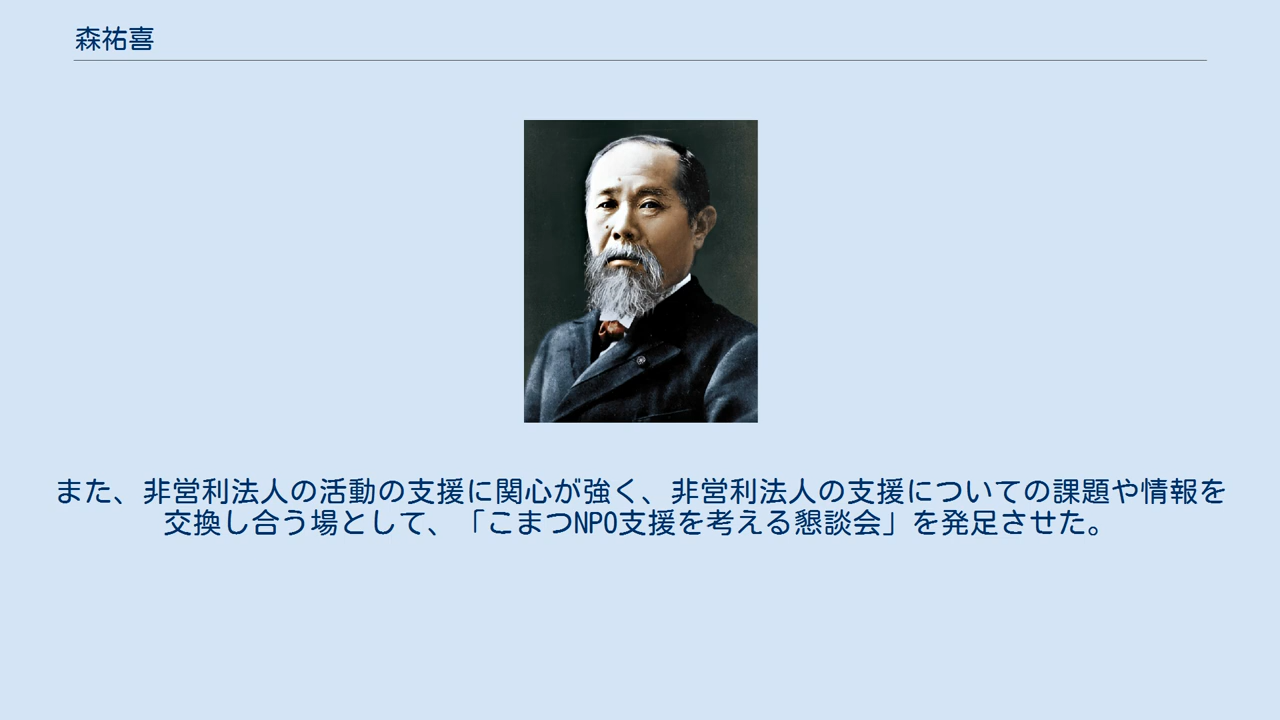 森祐喜
また、非営利法人の活動の支援に関心が強く、非営利法人の支援についての課題や情報を
交換し合う場として、「こまつNPO支援を考える懇談会」を発足させた。